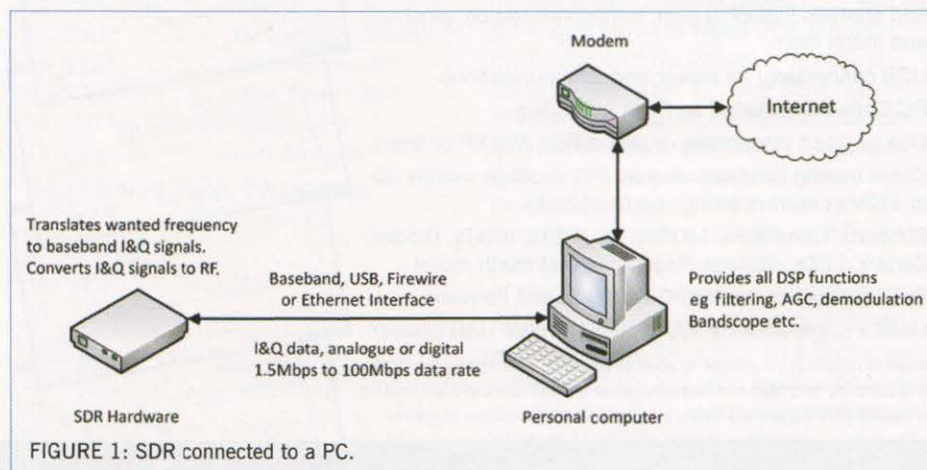 Modem
Internet
Translates wanted frequency
to baseband I&Q signals.
Converts I&Q signals to RF.
Baseband, USB, Firewire
or Ethernet Interface
Provides all DSP functions
eg filtering, AGC, demodulation
Bandscope etc.
I&Q data, analogue or digital
1.5Mbps to 100Mbps data rate
SDR Hardware
Personal computer
FIGURE 1: SDR connected to a PC.